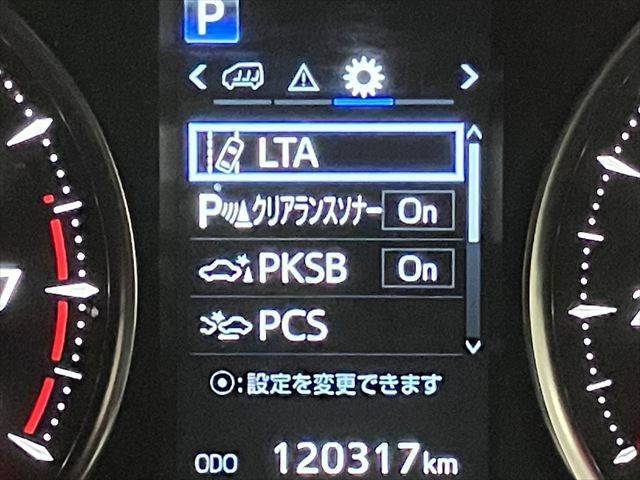 P
LTA
P クリアランスソナー On
PKSB On
PCS
:設定を変更できます
ODO 120317km
7